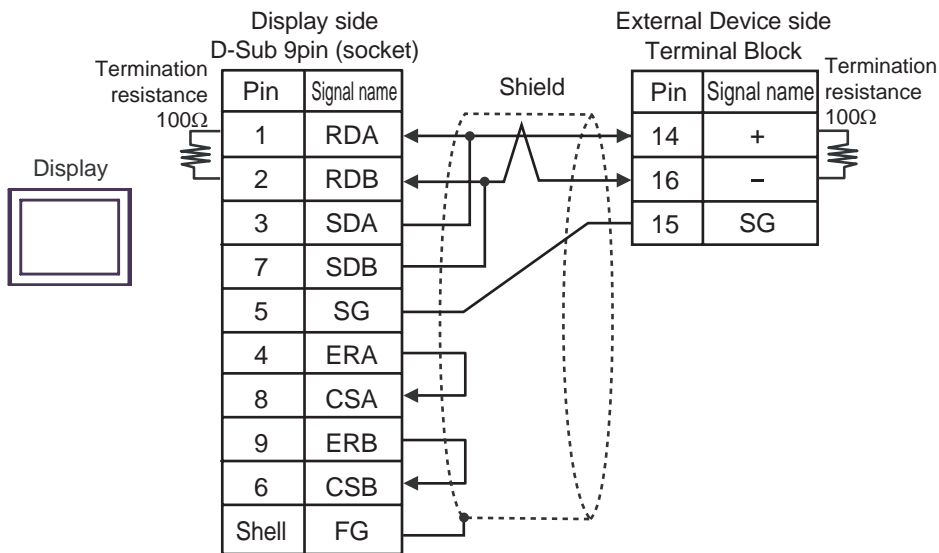 Display side
D-Sub 9pin (socket)
External Device side
Terminal Block
Termination
resistance
100Ω
Shield
Termination
resistance
100Ω
Display
Pin Signal name
1 RDA
2 RDB
3 SDA
7 SDB
5 SG
4 ERA
8 CSA
9 ERB
6 CSB
Shell FG
Pin Signal name
14 +
16 −
15 SG